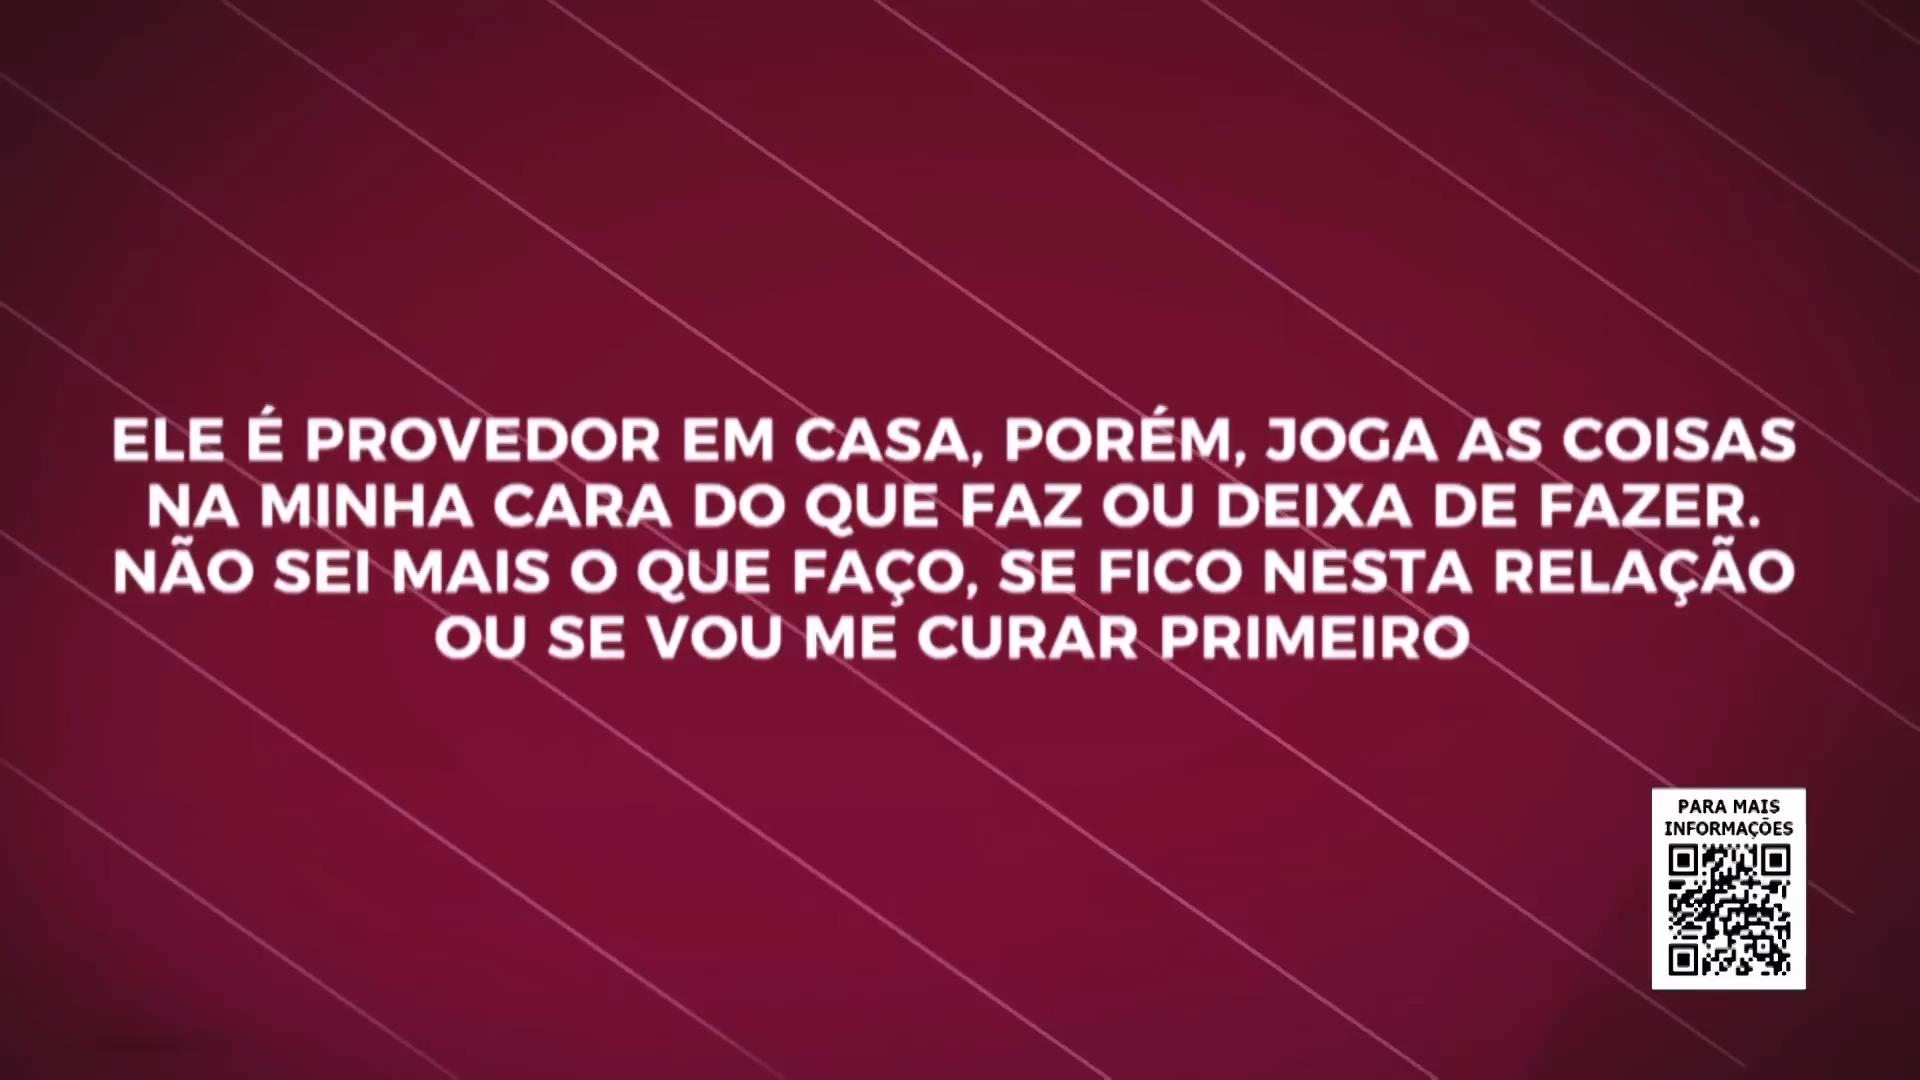 ELE É PROVEDOR EM CASA, PORÉM, JOGA AS COISAS
NA MINHA CARA DO QUE FAZ OU DEIXA DE FAZER.
NÃO SEI MAIS O QUE FAÇO, SE FICO NESTA RELAÇÃO
OU SE VOU ME CURAR PRIMEIRO
PARA MAIS
INFORMAÇÕES